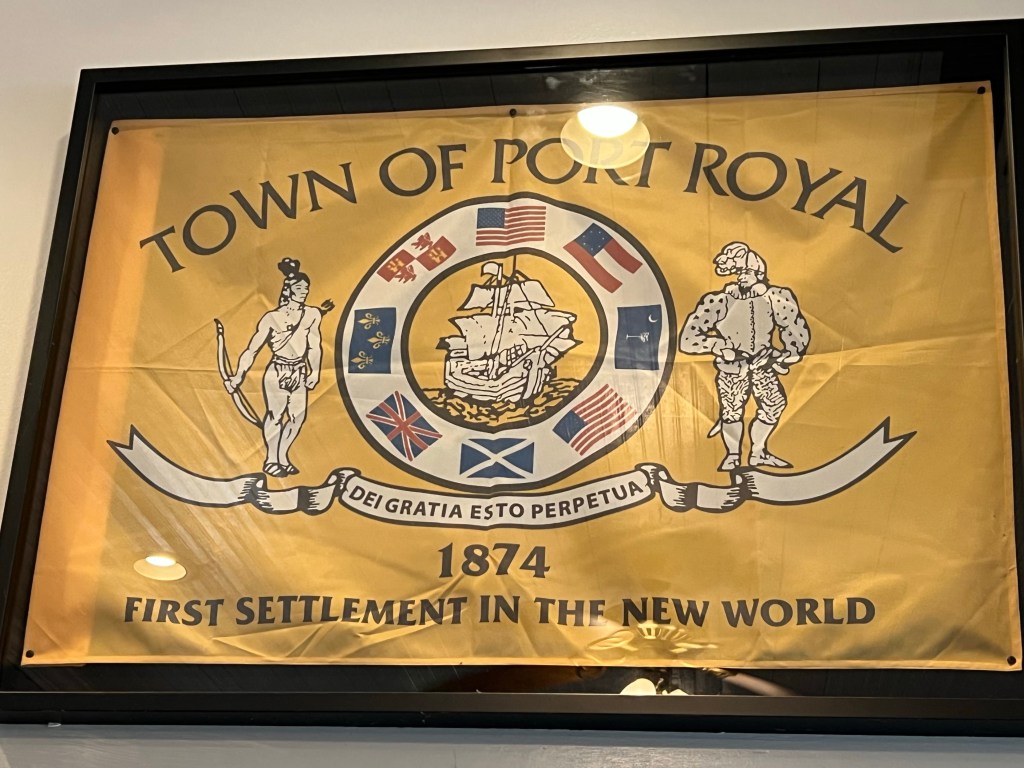 TOWN OF PORT ROYAL
DEI GRATIA ESTO PERPETUA
1874
FIRST SETTLEMENT IN THE NEW WORLD